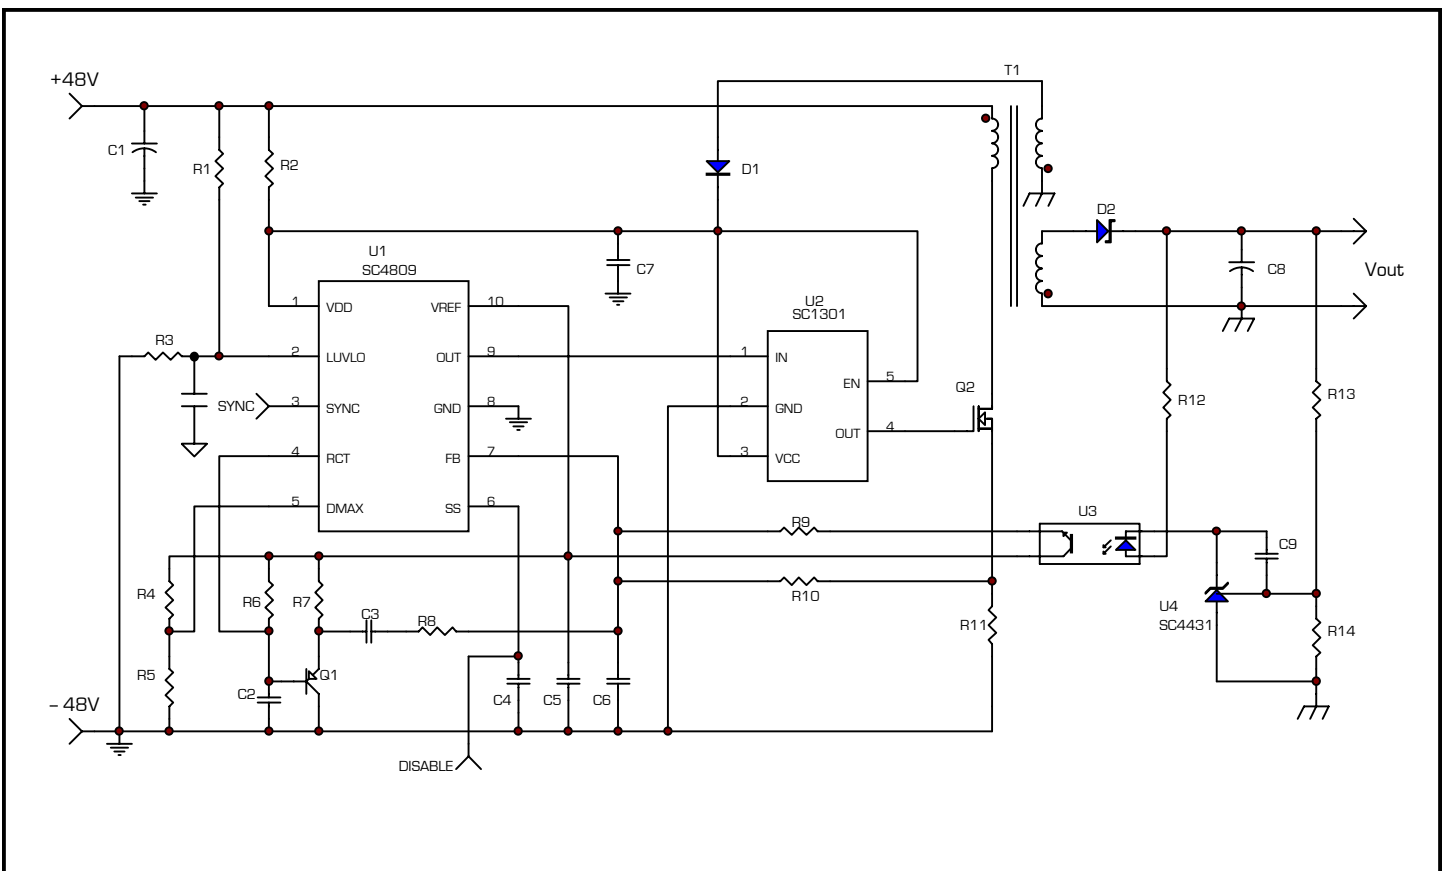 T1
+48V
C1
R1
R2
D1
D2
U1
SC4809
C7
C8
Vout
U2
SC1301
1
VDD
VREF
10
R3
2
LUVLO
OUT
9
1
IN
EN
5
Q2
SYNC
3
SYNC
GND
8
2
GND
R12
R13
OUT
4
4
RCT
FB
7
3
VCC
5
DMAX
SS
6
U3
R9
C9
R4
R6
R7
R10
C3
R8
U4
SC4431
R11
R14
R5
Q1
C2
C4
C5
C6
– 48V
DISABLE